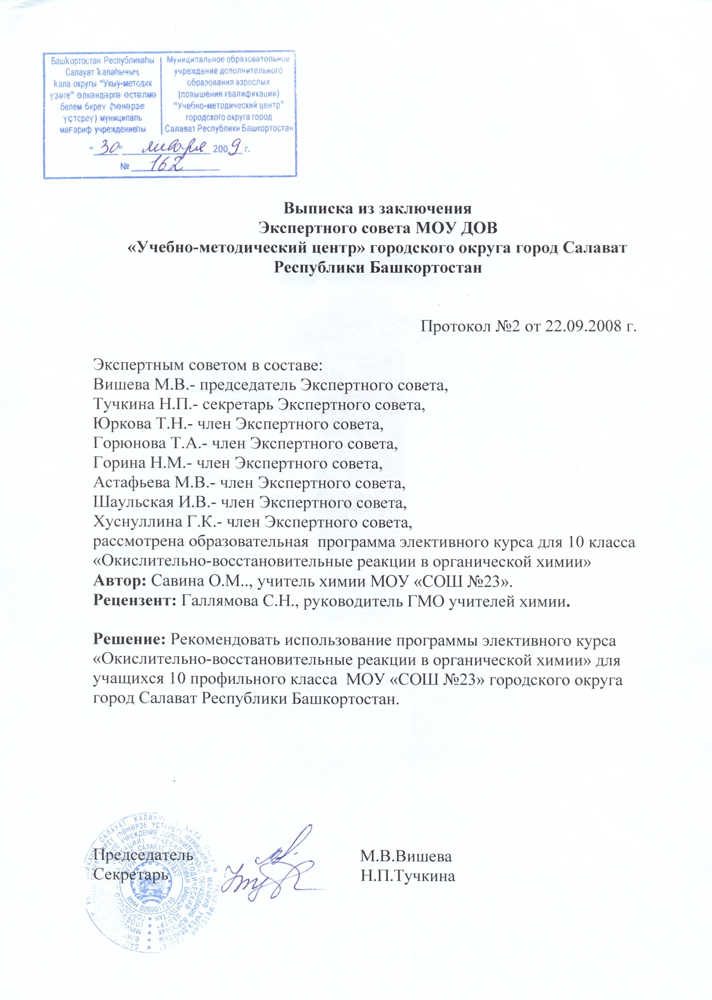 Башҡортостан Республикаһы
Салауат ҡалаһының
ҡала округы “Уҡыу-методик
үҙәге” өлкәндәргә өстәлмә
белем биреү (һөнәрҙе
үҫтереү) муниципаль
мағариф учреждениеһы
Муниципальное образовательное
учреждение дополнительного
образования взрослых
(повышения квалификации)
“Учебно-методический центр”
городского округа город
Салават Республики Башкортостан
“30” января 2009 г.
№ 162
Выписка из заключения
Экспертного совета МОУ ДОВ
«Учебно-методический центр» городского округа город Салават
Республики Башкортостан
Протокол №2 от 22.09.2008 г.
Экспертным советом в составе:
Вишева М.В.- председатель Экспертного совета,
Тучкина Н.П.- секретарь Экспертного совета,
Юркова Т.Н.- член Экспертного совета,
Горюнова Т.А.- член Экспертного совета,
Горина Н.М.- член Экспертного совета,
Астафьева М.В.- член Экспертного совета,
Шаульская И.В.- член Экспертного совета,
Хуснуллина Г.К.- член Экспертного совета,
рассмотрена образовательная  программа элективного курса для 10 класса
«Окислительно-восстановительные реакции в органической химии»
Автор: Савина О.М.., учитель химии МОУ «СОШ №23».
Рецензент: Галлямова С.Н., руководитель ГМО учителей химии.
Решение: Рекомендовать использование программы элективного курса
«Окислительно-восстановительные реакции в органической химии» для
учащихся 10 профильного класса  МОУ «СОШ №23» городского округа
город Салават Республики Башкортостан.
Председатель М.В.Вишева
Секретарь Н.П.Тучкина
ИНН 0266017210